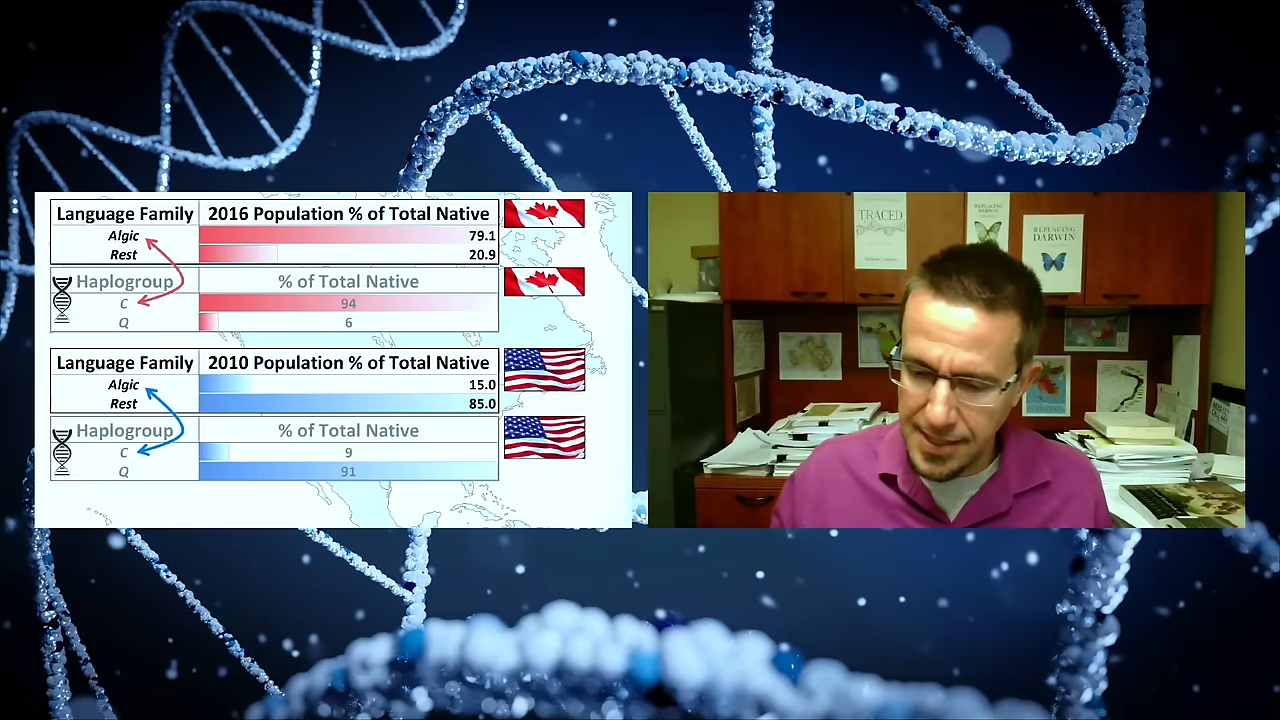 Language Family 2016 Population % of Total Native
Algic 79.1
Rest 20.9
Haplogroup % of Total Native
C 94
Q 6
Language Family 2010 Population % of Total Native
Algic 15.0
Rest 85.0
Haplogroup % of Total Native
C 9
Q 91
TRACED
REPLACING
DARWIN
REPLACING
DARWIN